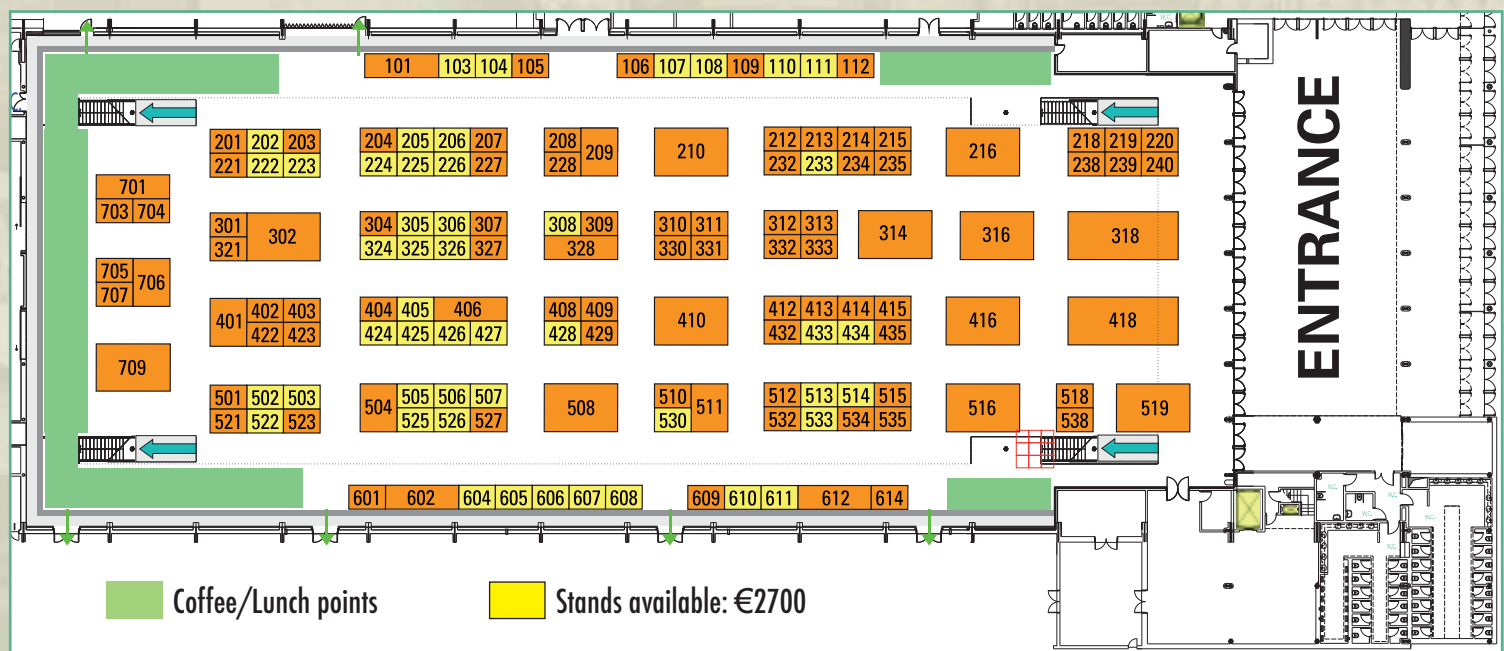 101 103 104 105 106 107 108 109 110 111 112
201 202 203 204 205 206 207 208 209 210 212 213 214 215 216 218 219 220
221 222 223 224 225 226 227 228 232 233 234 235 238 239 240
701
703 704
301 302 304 305 306 307 308 309 310 311 312 313 314 316 318
321 324 325 326 327 328 330 331 332 333
705 706
707
401 402 403 404 405 406 408 409 410 412 413 414 415 416 418
422 423 424 425 426 427 428 429 432 433 434 435
709
501 502 503 504 505 506 507 508 510 511 512 513 514 515 516 518 519
521 522 523 525 526 527 530 532 533 534 535 538
601 602 604 605 606 607 608 609 610 611 612 614
ENTRANCE
Coffee/Lunch points
Stands available: €2700